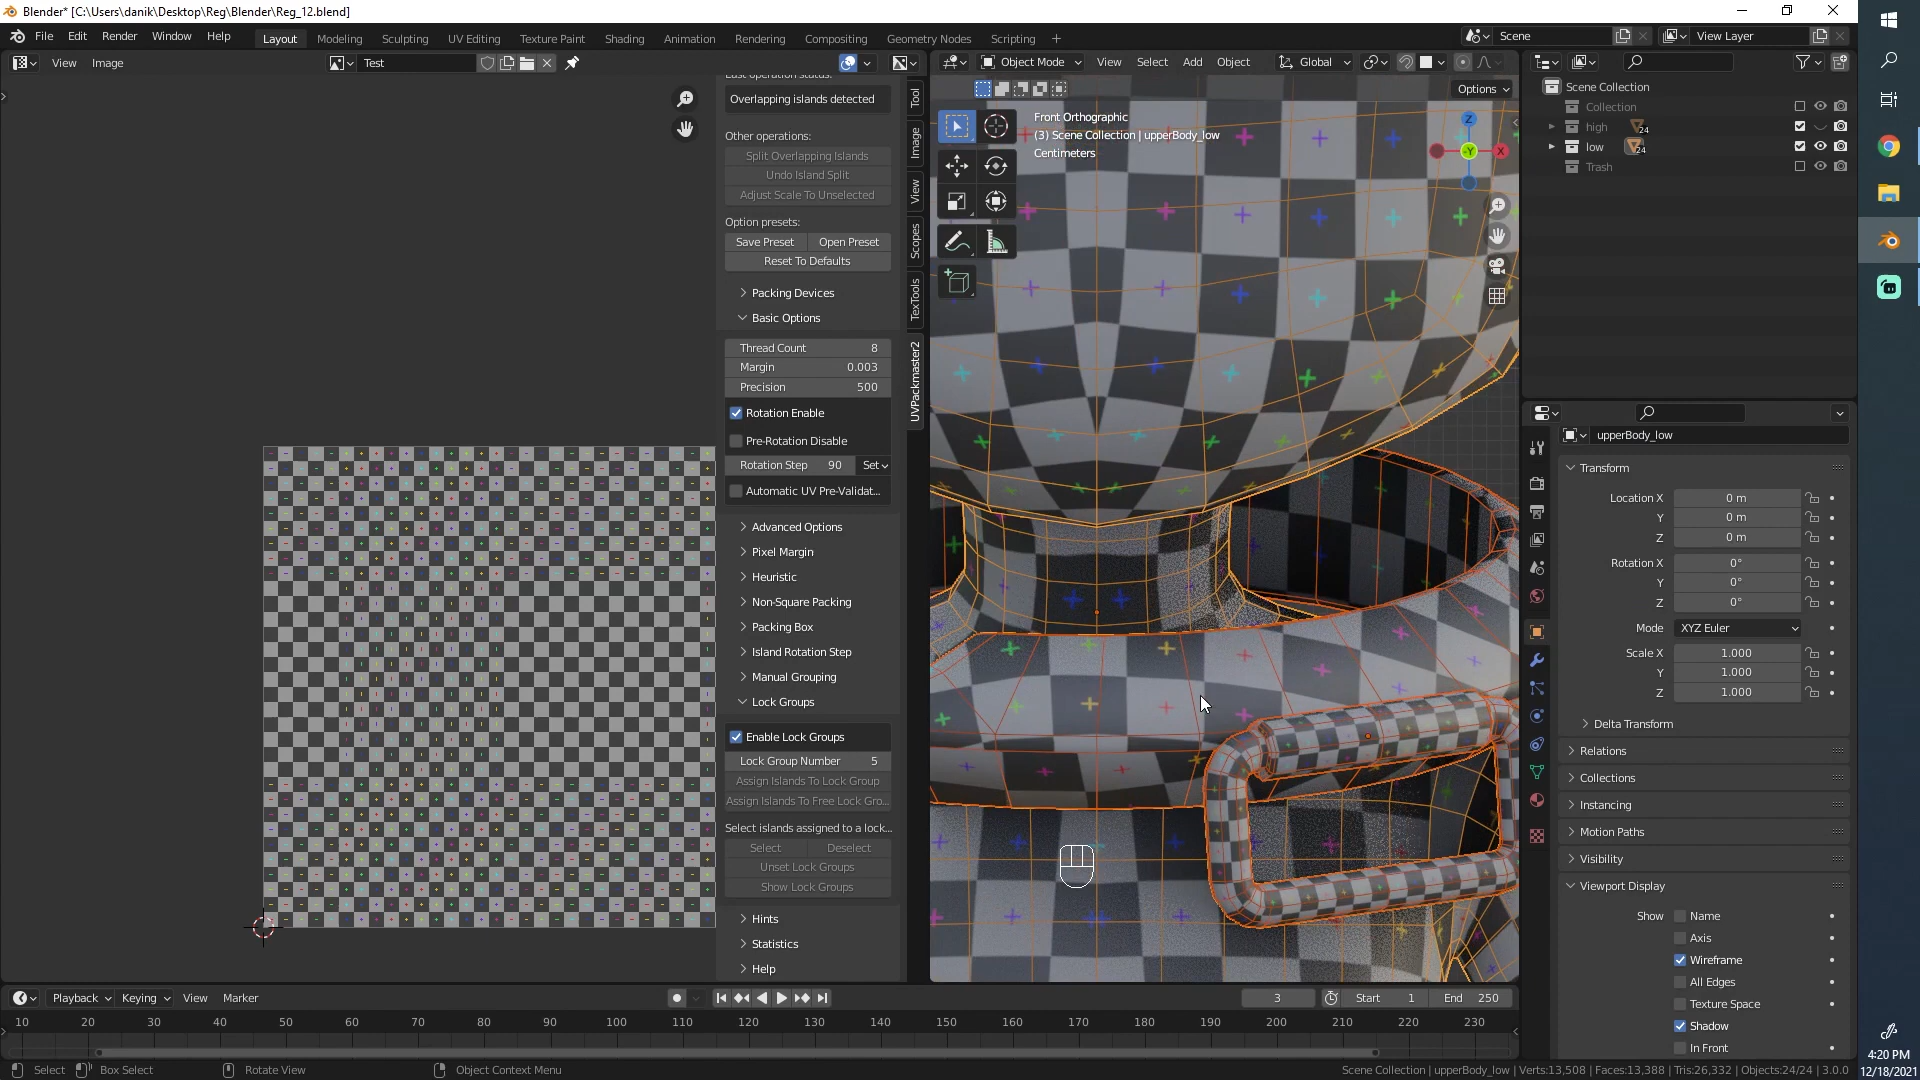 Blender* [C:\Users\danik\Desktop\Reg\Blender\Reg_12.blend]
File Edit Render Window Help
Layout Modeling Sculpting UV Editing Texture Paint Shading Animation Rendering Compositing Geometry Nodes Scripting +
Scene
View Layer
View Image
Test
Object Mode View Select Add Object
Global
Options
Overlapping islands detected
Other operations:
Split Overlapping Islands
Undo Island Split
Adjust Scale To Unselected
Option presets:
Save Preset Open Preset
Reset To Defaults
Packing Devices
Basic Options
Thread Count 8
Margin 0.003
Precision 500
Rotation Enable
Pre-Rotation Disable
Rotation Step 90 Set
Automatic UV Pre-Validat...
Advanced Options
Pixel Margin
Heuristic
Non-Square Packing
Packing Box
Island Rotation Step
Manual Grouping
Lock Groups
Enable Lock Groups
Lock Group Number 5
Assign Islands To Lock Group
Assign Islands To Free Lock Gro...
Select islands assigned to a lock...
Select Deselect
Unset Lock Groups
Show Lock Groups
Hints
Statistics
Help
Tool
Image
View
Scopes
TexTools
UVPackmaster2
Front Orthographic
(3) Scene Collection | upperBody_low
Centimeters
Z
X
-Y
Scene Collection
Collection
high 24
low 24
Trash
upperBody_low
Transform
Location X 0 m
Y 0 m
Z 0 m
Rotation X 0°
Y 0°
Z 0°
Mode XYZ Euler
Scale X 1.000
Y 1.000
Z 1.000
Delta Transform
Relations
Collections
Instancing
Motion Paths
Visibility
Viewport Display
Show Name
Axis
Wireframe
All Edges
Texture Space
Shadow
In Front
Playback Keying View Marker
3 Start 1 End 250
10 20 30 40 50 60 70 80 90 100 110 120 130 140 150 160 170 180 190 200 210 220 230
Select Box Select Rotate View Object Context Menu
Scene Collection | upperBody_low | Verts:13,508 | Faces:13,388 | Tris:26,332 | Objects:24/24 | 3.0.0
4:20 PM
12/18/2021